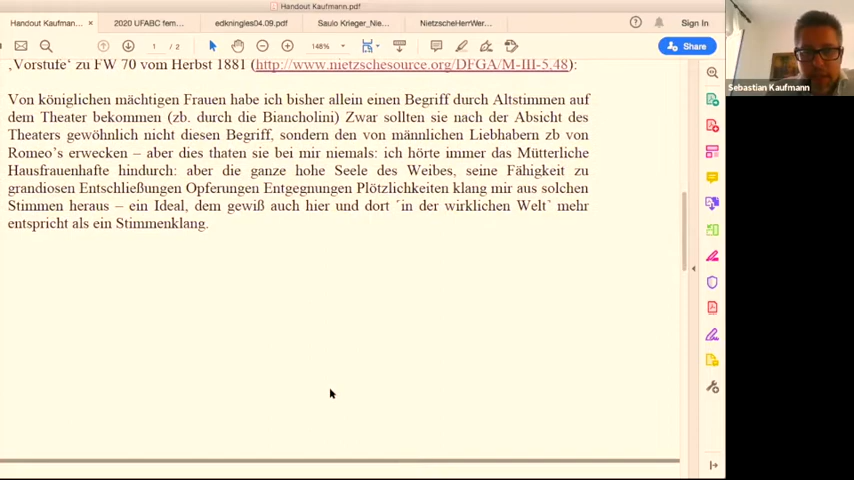 Handout Kaufmann.pdf
Handout Kaufmann... ×
2020 UFABC fem...
edkningles04.09.pdf
Saulo Krieger_Nie...
NietzscheHerrWer...
Sign In
1 / 2
148%
Share
‚Vorstufe‘ zu FW 70 vom Herbst 1881 (http://www.nietzschesource.org/DFGA/M-III-5,48):
Von königlichen mächtigen Frauen habe ich bisher allein einen Begriff durch Altstimmen auf
dem Theater bekommen (zb. durch die Biancholini) Zwar sollten sie nach der Absicht des
Theaters gewöhnlich nicht diesen Begriff, sondern den von männlichen Liebhabern zb von
Romeo’s erwecken – aber dies thaten sie bei mir niemals: ich hörte immer das Mütterliche
Hausfrauenhafte hindurch: aber die ganze hohe Seele des Weibes, seine Fähigkeit zu
grandiosen Entschließungen Opferungen Entgegnungen Plötzlichkeiten klang mir aus solchen
Stimmen heraus – ein Ideal, dem gewiß auch hier und dort ´in der wirklichen Welt` mehr
entspricht als ein Stimmenklang.
Sebastian Kaufmann